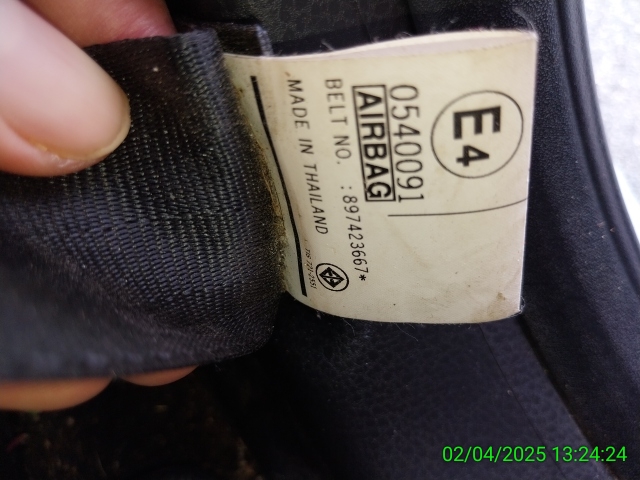 E4
0540091
AIRBAG
BELT NO. :897423667*
MADE IN THAILAND
02/04/2025 13:24:24